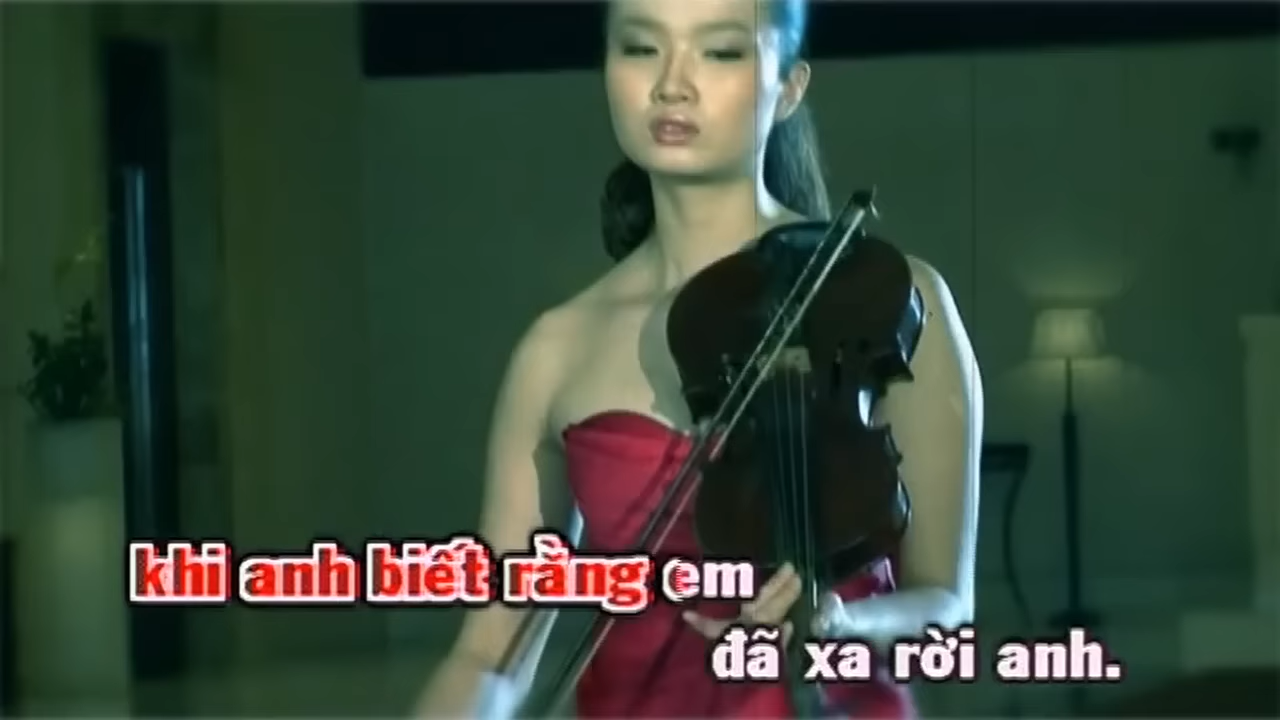 khi anh biết rằng em
đã xa rời anh.